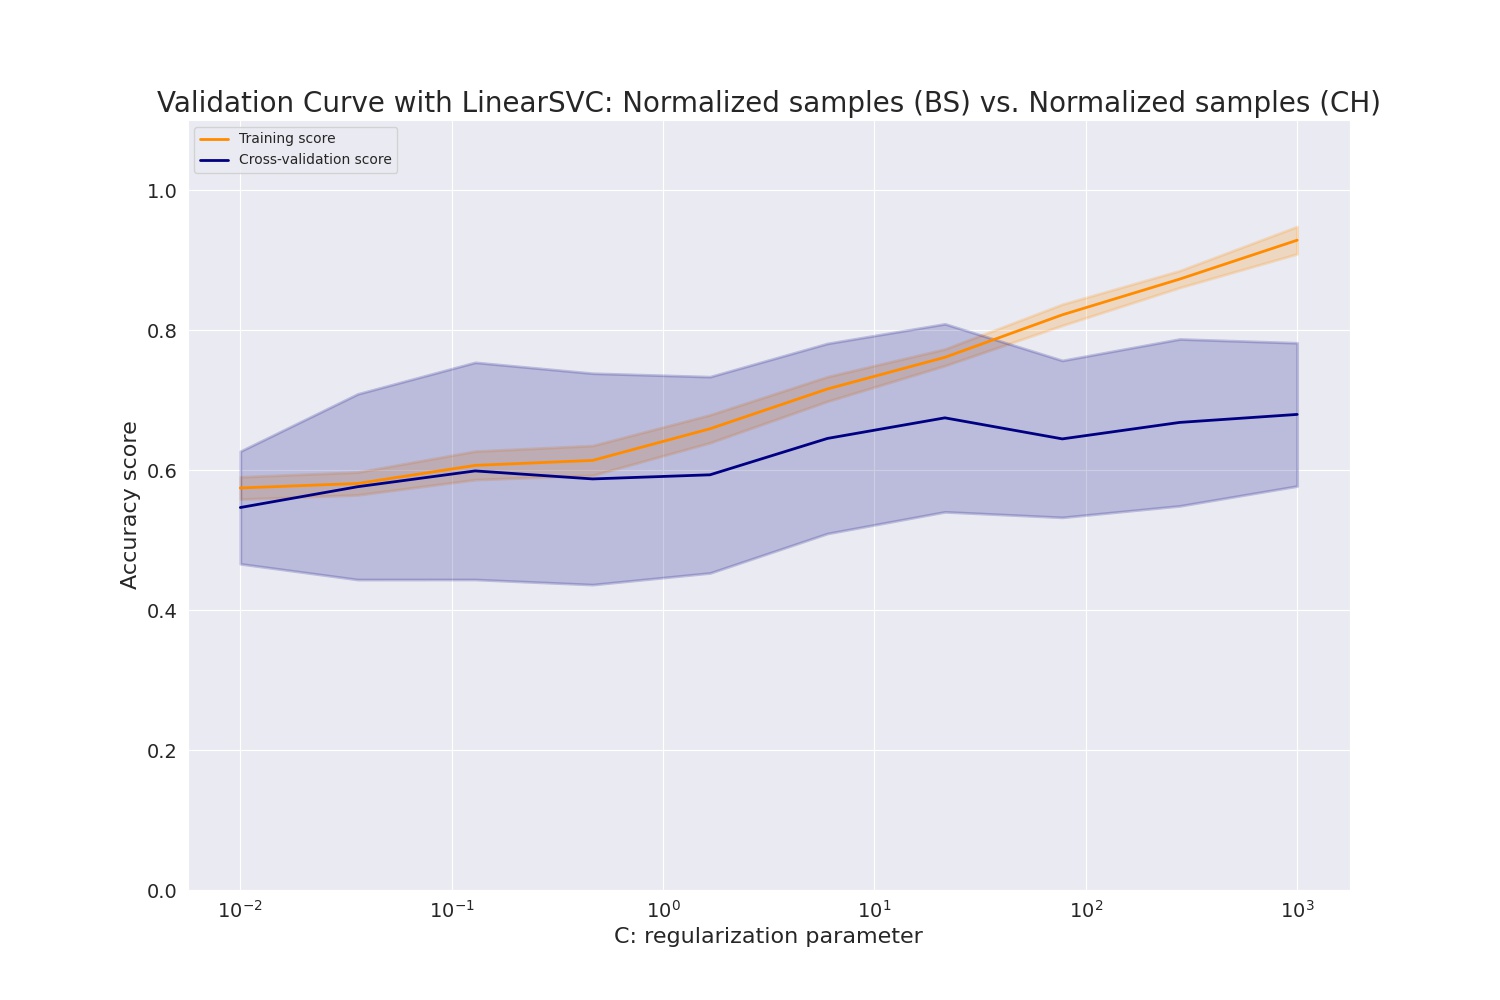 Validation Curve with LinearSVC: Normalized samples (BS) vs. Normalized samples (CH)
Training score
Cross-validation score
1.0
0.8
0.6
0.4
0.2
0.0
Accuracy score
10⁻² 10⁻¹ 10⁰ 10¹ 10² 10³
C: regularization parameter